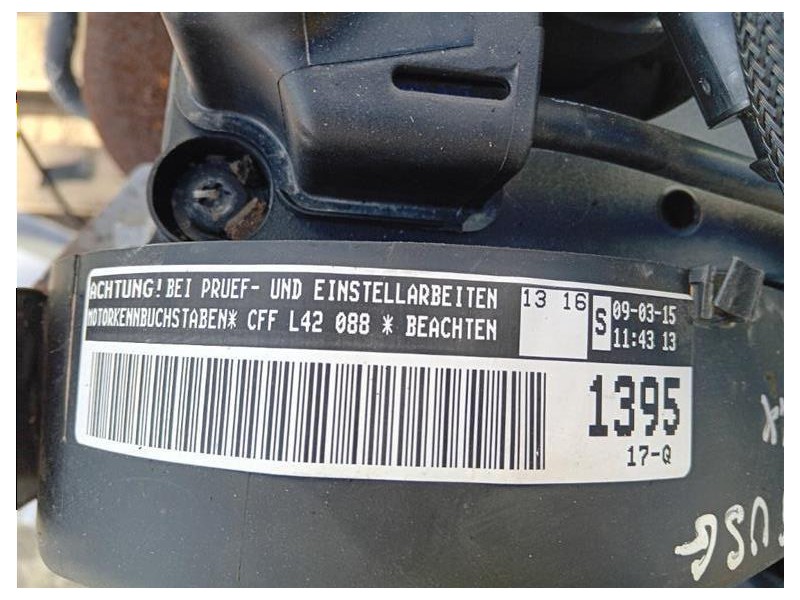 ACHTUNG! BEI PRUEF- UND EINSTELLARBEITEN
MOTORKENNBUCHSTABEN* CFF L42 088 * BEACHTEN
13 16
S
09-03-15
11:43 13
1395
17-Q